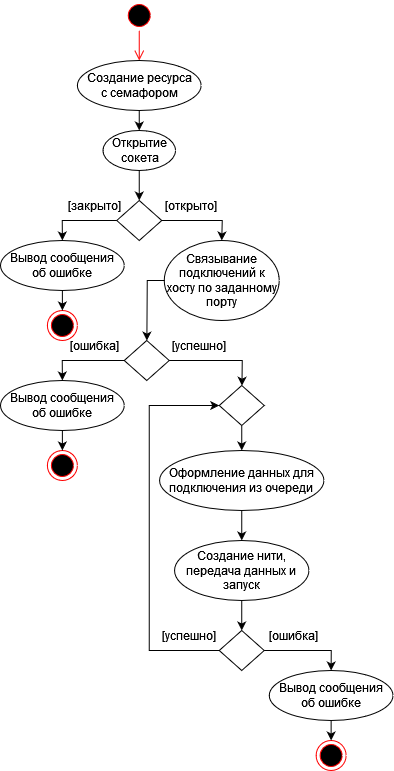 Создание ресурса
с семафором
Открытие
сокета
[закрыто]
[открыто]
Вывод сообщения
об ошибке
Связывание
подключений к
хосту по заданному
порту
[ошибка]
[успешно]
Вывод сообщения
об ошибке
Оформление данных для
подключения из очереди
Создание нити,
передача данных и
запуск
[успешно]
[ошибка]
Вывод сообщения
об ошибке